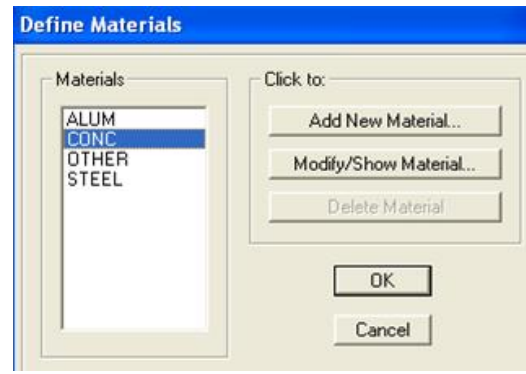 Define Materials
Materials
ALUM
CONC
OTHER
STEEL
Click to:
Add New Material...
Modify/Show Material...
Delete Material
OK
Cancel